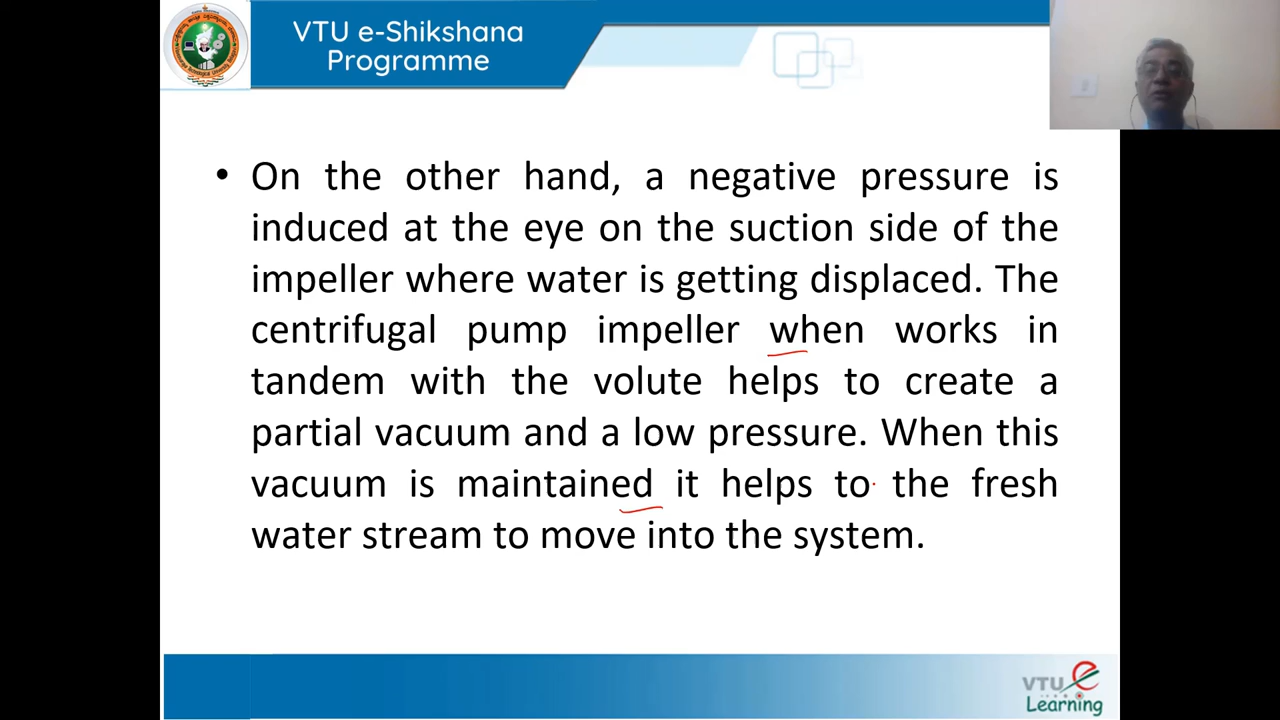 VTU e-Shikshana
Programme
• On the other hand, a negative pressure is
induced at the eye on the suction side of the
impeller where water is getting displaced. The
centrifugal pump impeller when works in
tandem with the volute helps to create a
partial vacuum and a low pressure. When this
vacuum is maintained it helps to the fresh
water stream to move into the system.
VTU e
Learning